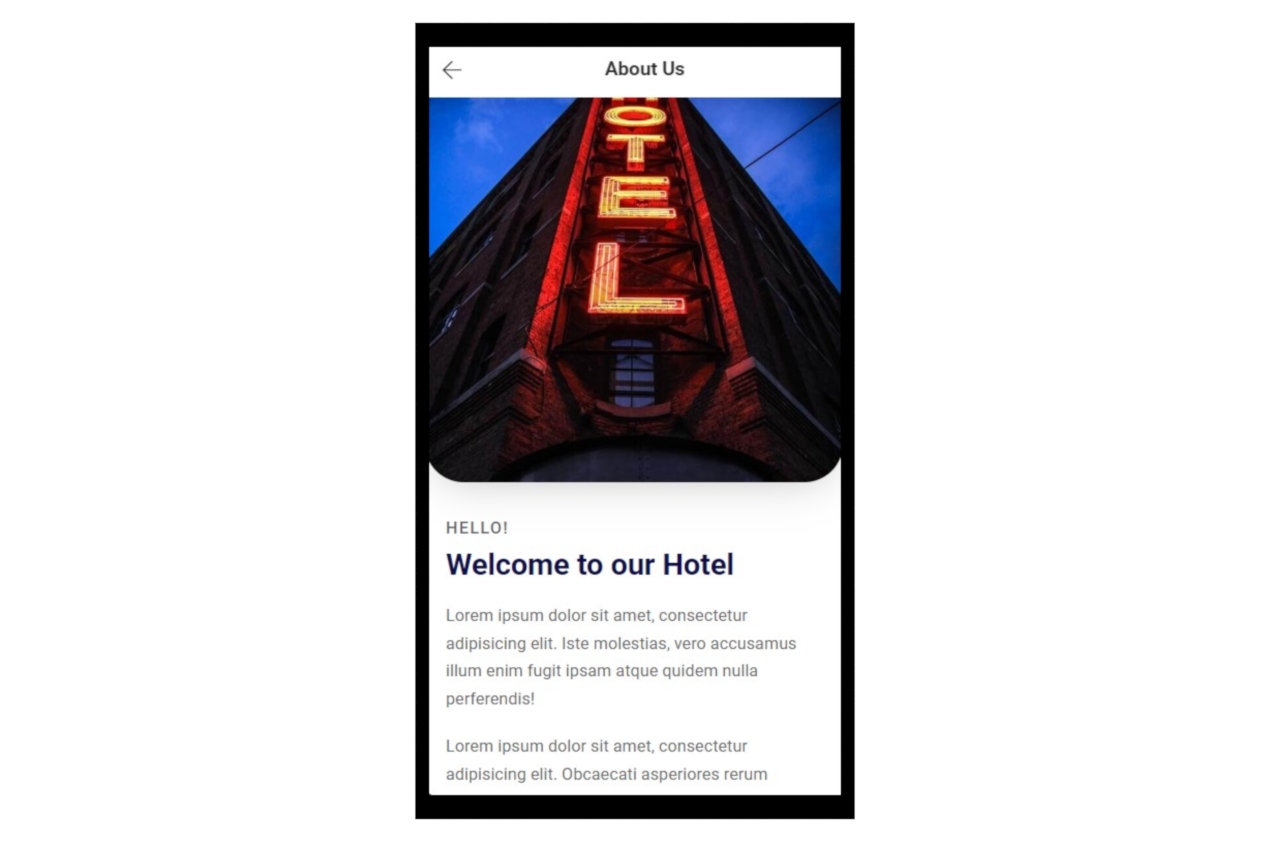 About Us
HOTEL
HELLO!
Welcome to our Hotel
Lorem ipsum dolor sit amet, consectetur
adipisicing elit. Iste molestias, vero accusamus
illum enim fugit ipsam atque quidem nulla
perferendis!
Lorem ipsum dolor sit amet, consectetur
adipisicing elit. Obcaecati asperiores rerum